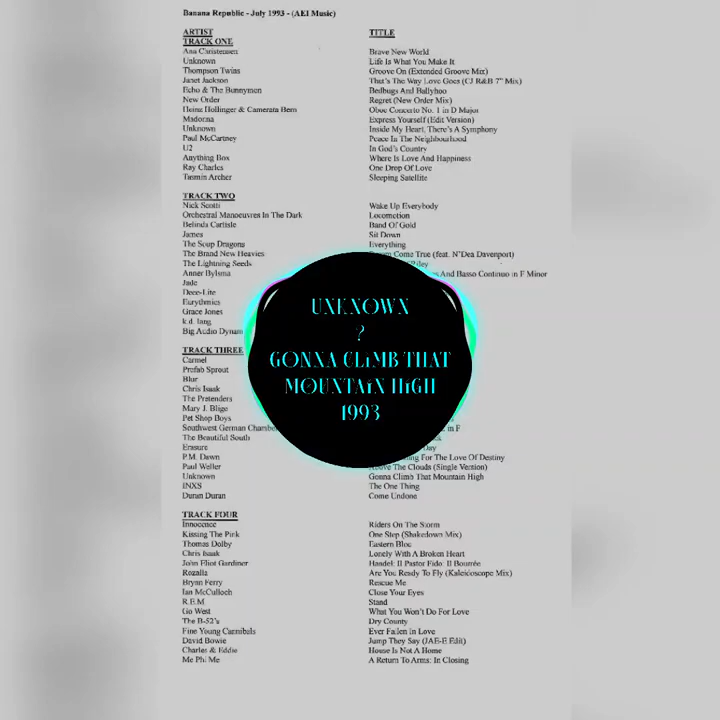 Banana Republic - July 1993 - (AEI Music)
ARTIST TITLE
TRACK ONE
Ana Christensen Brave New World
Unknown Life Is What You Make It
Thompson Twins Groove On (Extended Groove Mix)
Janet Jackson That's The Way Love Goes (CJ R&B 7" Mix)
Echo & The Bunnymen Bedbugs And Ballyhoo
New Order Regret (New Order Mix)
Heinz Hollinger & Camerata Bern Oboe Concerto No. 1 in D Major
Madonna Express Yourself (Edit Version)
Unknown Inside My Heart, There's A Symphony
Paul McCartney Peace In The Neighbourhood
U2 In God's Country
Anything Box Where Is Love And Happiness
Ray Charles One Drop Of Love
Tasmin Archer Sleeping Satellite
TRACK TWO
Nick Scotti Wake Up Everybody
Orchestral Manoeuvres In The Dark Locomotion
Belinda Carlisle Band Of Gold
James Sit Down
The Soup Dragons Everything
The Brand New Heavies Come True (feat. N'Dea Davenport)
The Lightning Seeds Riley
Anner Bylsma And Basso Continuo in F Minor
Jade
Deee-Lite
Eurythmics
Grace Jones
k.d. lang
Big Audio
TRACK THREE
Carmel
Prefab Sprout
Blur
Chris Isaak
The Pretenders
Mary J. Blige
Pet Shop Boys
Southwest German in F
The Beautiful South
Erasure Day
P.M. Dawn For The Love Of Destiny
Paul Weller Above The Clouds (Single Version)
Unknown Gonna Climb That Mountain High
INXS The One Thing
Duran Duran Come Undone
TRACK FOUR
Innocence Riders On The Storm
Kissing The Pink One Step (Shakedown Mix)
Thomas Dolby Eastern Bloc
Chris Isaak Lonely With A Broken Heart
John Eliot Gardiner Handel: Il Pastor Fido: Il Bourrée
Rozalla Are You Ready To Fly (Kaleidoscope Mix)
Bryan Ferry Rescue Me
Ian McCulloch Close Your Eyes
R.E.M. Stand
Go West What You Won't Do For Love
The B-52's Dry County
Fine Young Cannibals Ever Fallen In Love
David Bowie Jump They Say (JAE-E Edit)
Charles & Eddie House Is Not A Home
Me Phi Me A Return To Arms: In Closing
UNKNOWN
?
GONNA CLiMB THAT
MOUNTAiN HiGH
1993